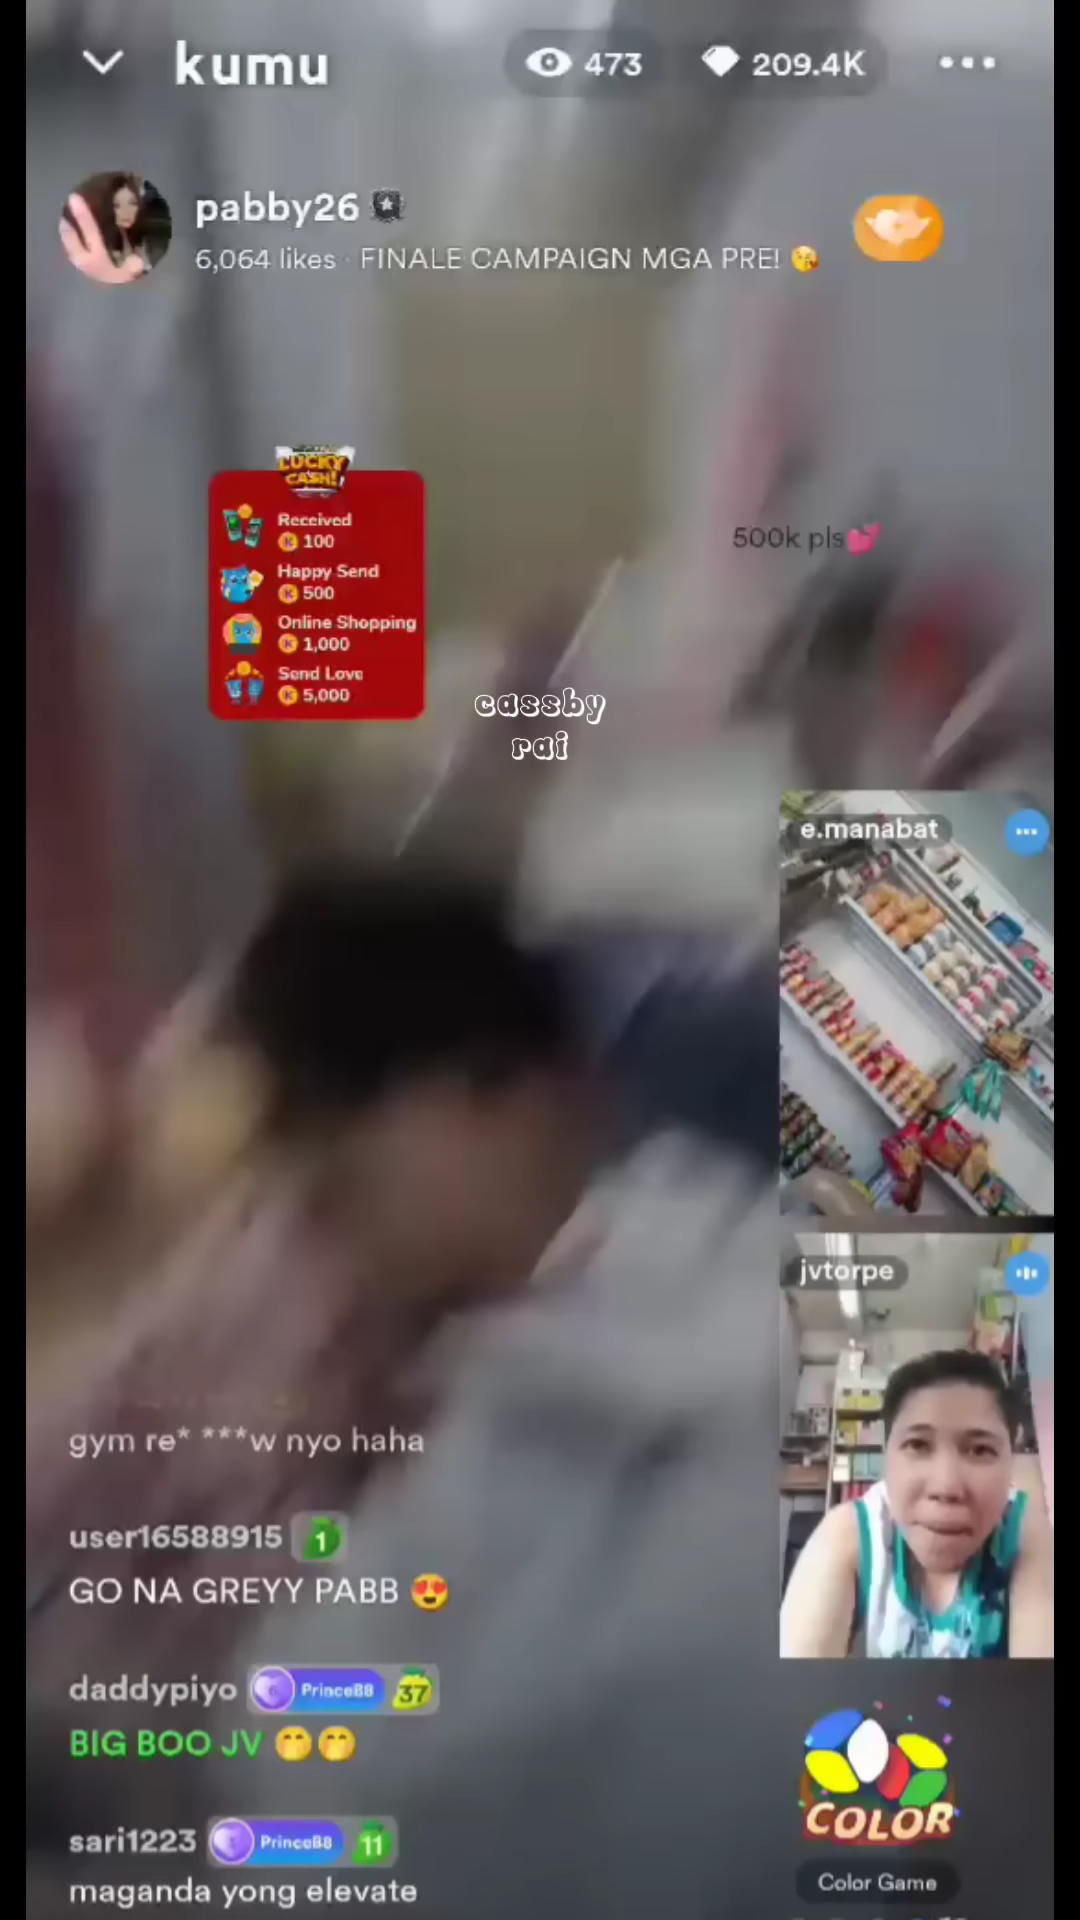 kumu
473
209.4K
pabby26
6,064 likes · FINALE CAMPAIGN MGA PRE! 😘
LUCKY
CASH!
Received
K 100
Happy Send
K 500
Online Shopping
K 1,000
Send Love
K 5,000
500k pls💕
cassby
rai
e.manabat
jvtorpe
gym re* ***w nyo haha
user16588915 1
GO NA GREYY PABB 😍
daddypiyo Prince88 37
BIG BOO JV 🤭🤭
sari1223 Prince88 11
maganda yong elevate
COLOR
Color Game